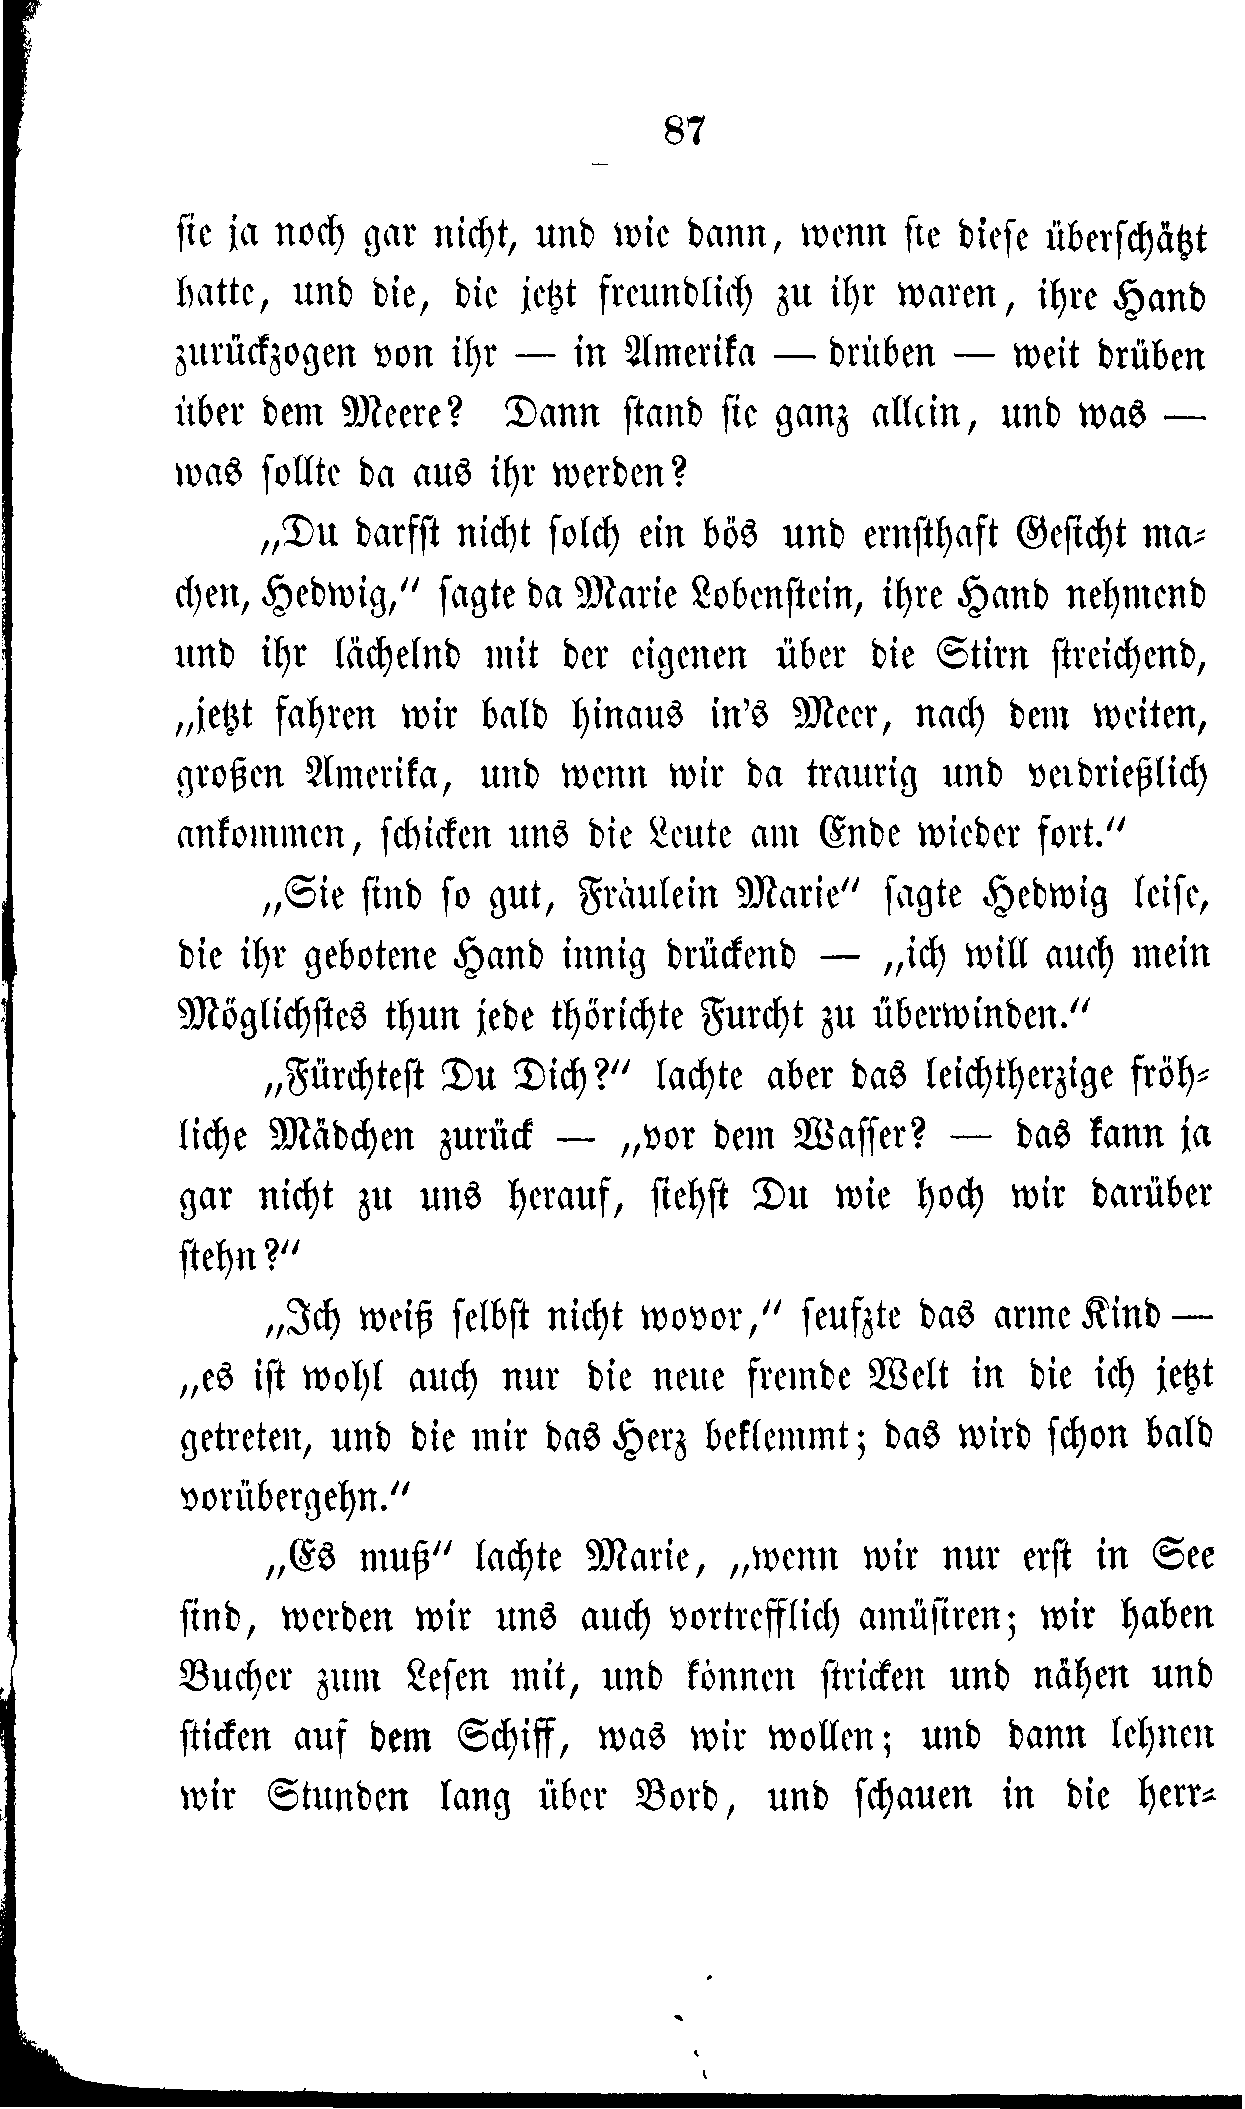 87
sie ja noch gar nicht, und wie dann, wenn sie diese überschätzt
hatte, und die, die jetzt freundlich zu ihr waren, ihre Hand
zurückzogen von ihr — in Amerika — drüben — weit drüben
über dem Meere? Dann stand sie ganz allein, und was —
was sollte da aus ihr werden?
„Du darfst nicht solch ein bös und ernsthaft Gesicht ma-
chen, Hedwig,“ sagte da Marie Lobenstein, ihre Hand nehmend
und ihr lächelnd mit der eigenen über die Stirn streichend,
„jetzt fahren wir bald hinaus in's Meer, nach dem weiten,
großen Amerika, und wenn wir da traurig und verdrießlich
ankommen, schicken uns die Leute am Ende wieder fort.“
„Sie sind so gut, Fräulein Marie“ sagte Hedwig leise,
die ihr gebotene Hand innig drückend — „ich will auch mein
Möglichstes thun jede thörichte Furcht zu überwinden.“
„Fürchtest Du Dich?“ lachte aber das leichtherzige fröh-
liche Mädchen zurück — „vor dem Wasser? — das kann ja
gar nicht zu uns herauf, siehst Du wie hoch wir darüber
stehn?“
„Ich weiß selbst nicht wovor,“ seufzte das arme Kind —
„es ist wohl auch nur die neue fremde Welt in die ich jetzt
getreten, und die mir das Herz beklemmt; das wird schon bald
vorübergehn.“
„Es muß“ lachte Marie, „wenn wir nur erst in See
sind, werden wir uns auch vortrefflich amüsiren; wir haben
Bücher zum Lesen mit, und können stricken und nähen und
sticken auf dem Schiff, was wir wollen; und dann lehnen
wir Stunden lang über Bord, und schauen in die herr-